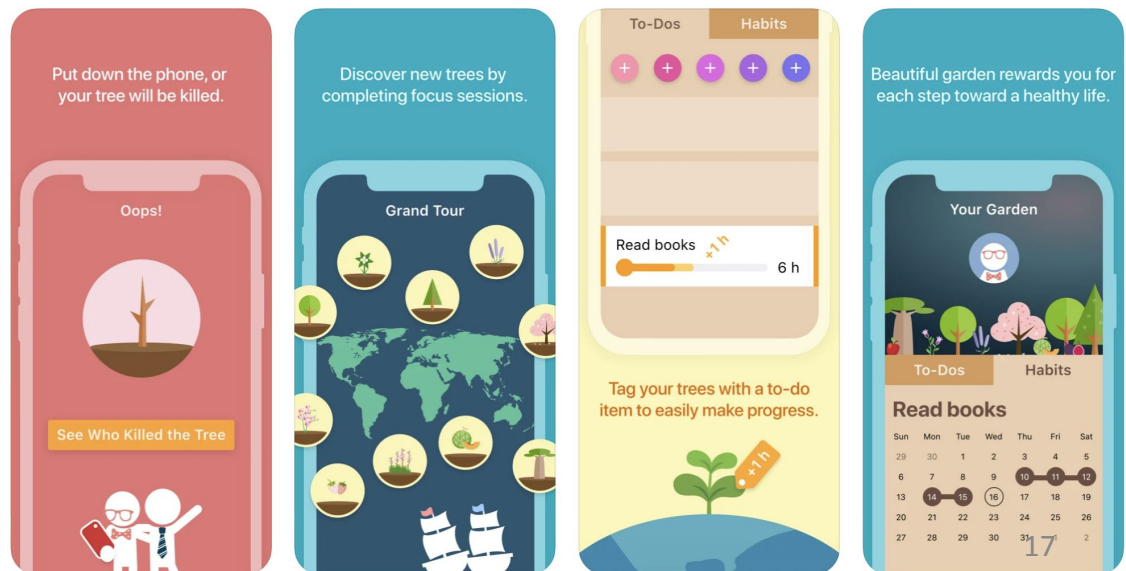 Put down the phone, or
your tree will be killed.
Oops!
See Who Killed the Tree
Discover new trees by
completing focus sessions.
Grand Tour
To-Dos Habits
+ + + + +
Read books +1 h
6 h
Tag your trees with a to-do
item to easily make progress.
+1 h
Beautiful garden rewards you for
each step toward a healthy life.
Your Garden
To-Dos Habits
Read books
Sun Mon Tue Wed Thu Fri Sat
29 30 1 2 3 4 5
6 7 8 9 10 11 12
13 14 15 16 17 18 19
20 21 22 23 24 25 26
27 28 29 30 31 2
17